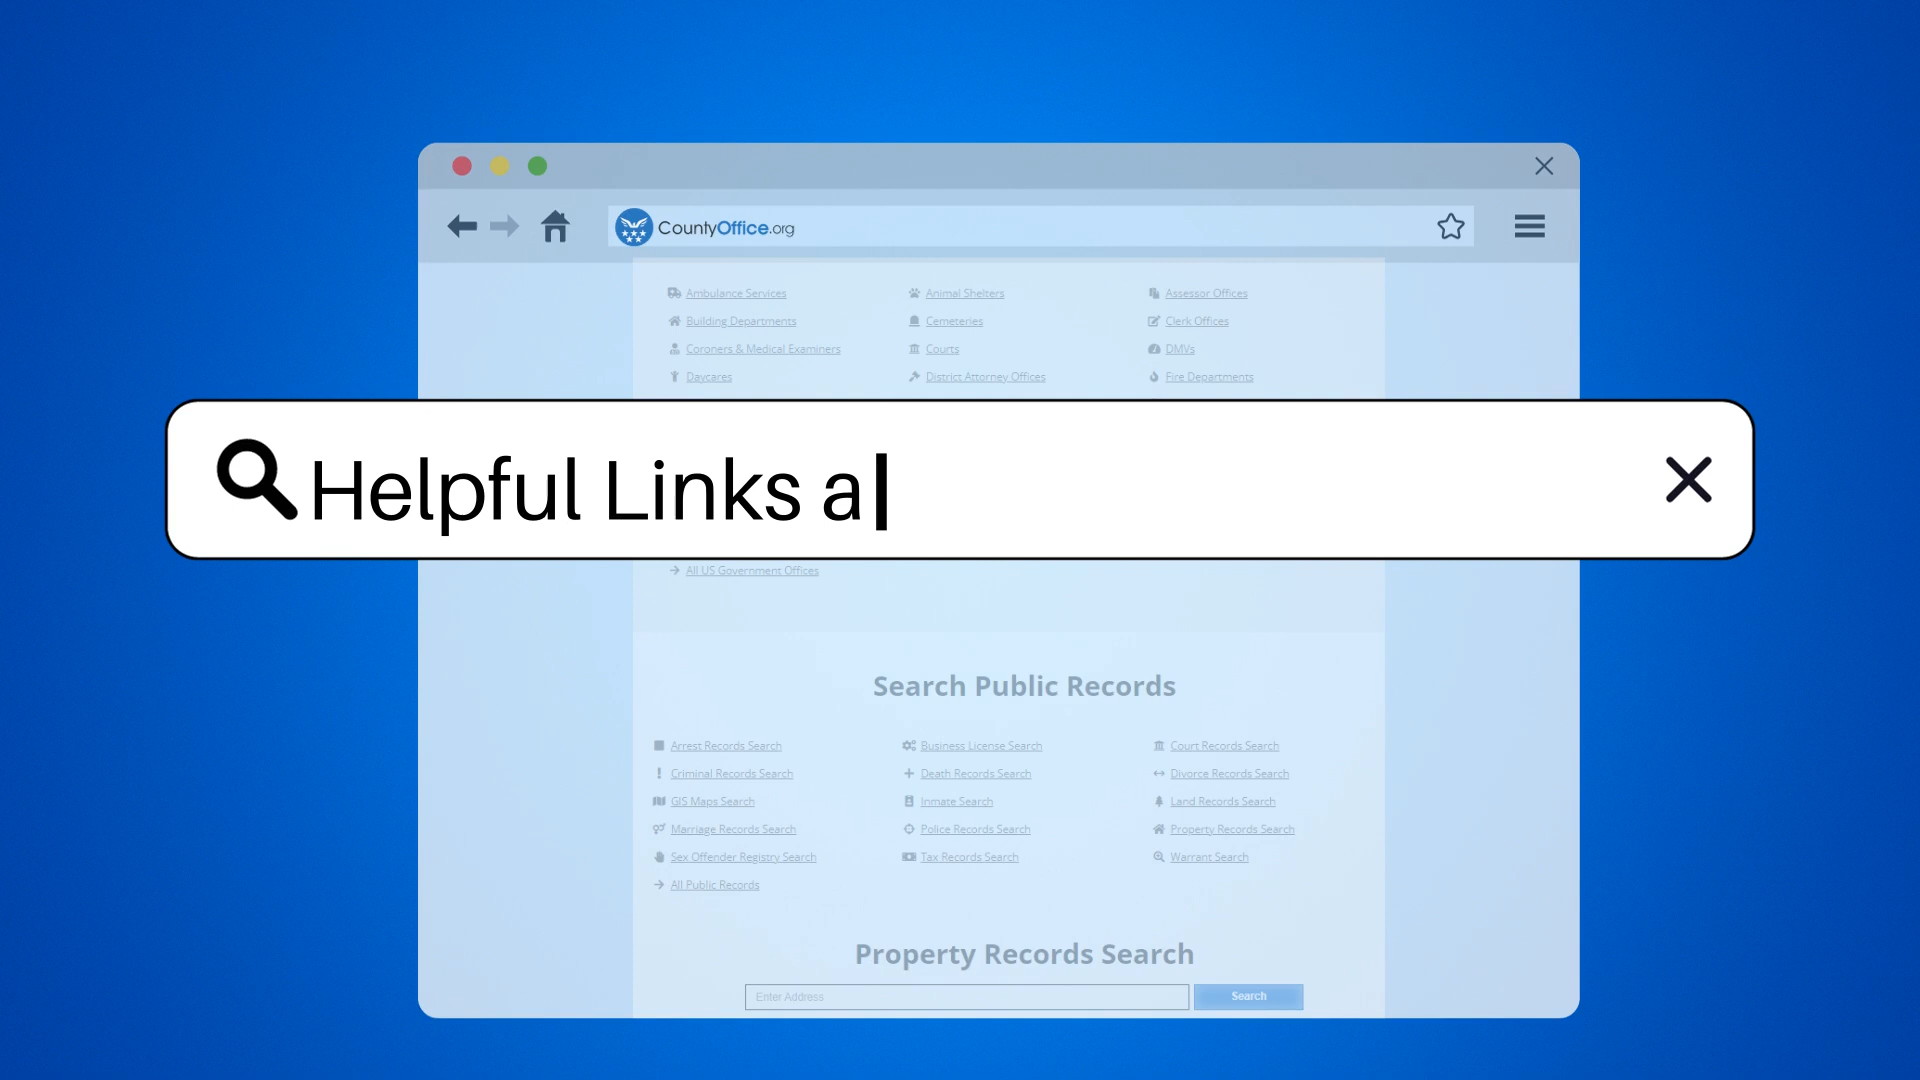 CountyOffice.org
Ambulance Services Animal Shelters Assessor Offices
Building Departments Cemeteries Clerk Offices
Coroners & Medical Examiners Courts DMVs
Daycares District Attorney Offices Fire Departments
Helpful Links a
All US Government Offices
Search Public Records
Arrest Records Search Business License Search Court Records Search
Criminal Records Search Death Records Search Divorce Records Search
GIS Maps Search Inmate Search Land Records Search
Marriage Records Search Police Records Search Property Records Search
Sex Offender Registry Search Tax Records Search Warrant Search
All Public Records
Property Records Search
Enter Address Search